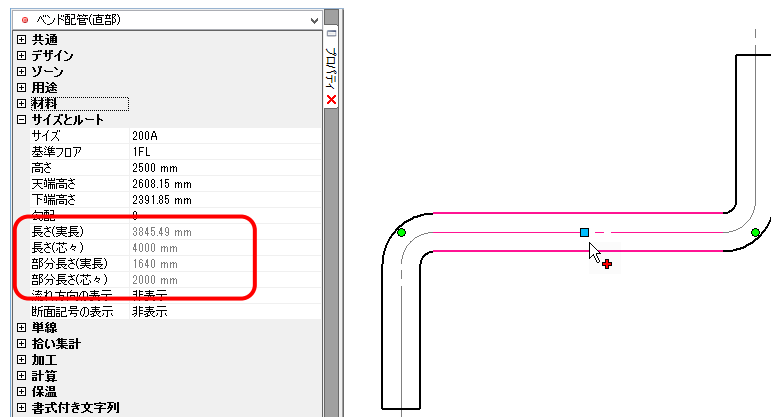 ベンド配管(直部)
プロパティ
共通
デザイン
ゾーン
用途
材料
サイズとルート
サイズ 200A
基準フロア 1FL
高さ 2500 mm
天端高さ 2608.15 mm
下端高さ 2391.85 mm
勾配 0
長さ(実長) 3845.49 mm
長さ(芯々) 4000 mm
部分長さ(実長) 1640 mm
部分長さ(芯々) 2000 mm
流れ方向の表示 非表示
断面記号の表示 非表示
単線
拾い集計
加工
計算
保温
書式付き文字列